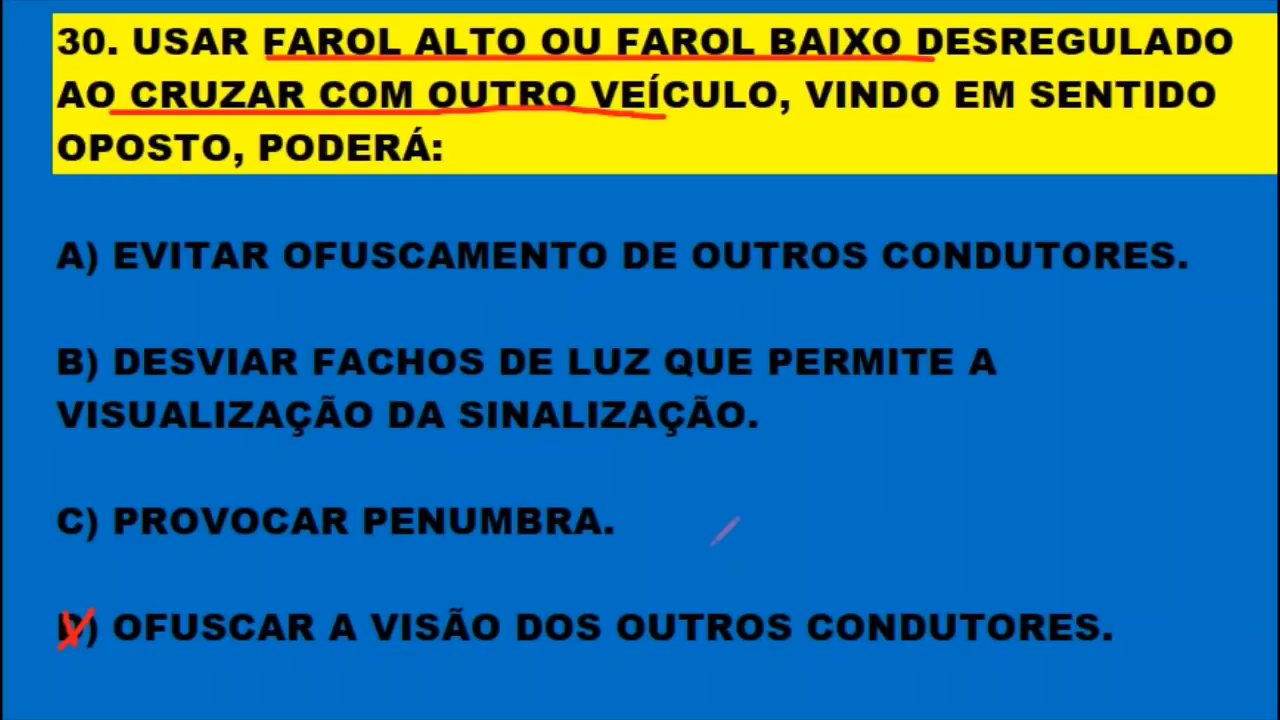 30. USAR FAROL ALTO OU FAROL BAIXO DESREGULADO
AO CRUZAR COM OUTRO VEÍCULO, VINDO EM SENTIDO
OPOSTO, PODERÁ:
A) EVITAR OFUSCAMENTO DE OUTROS CONDUTORES.
B) DESVIAR FACHOS DE LUZ QUE PERMITE A
VISUALIZAÇÃO DA SINALIZAÇÃO.
C) PROVOCAR PENUMBRA.
D) OFUSCAR A VISÃO DOS OUTROS CONDUTORES.